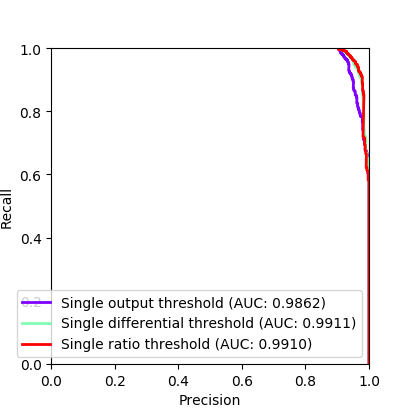 1.0
0.8
0.6
0.4
0.2
0.0
Recall
Single output threshold (AUC: 0.9862)
Single differential threshold (AUC: 0.9911)
Single ratio threshold (AUC: 0.9910)
0.0 0.2 0.4 0.6 0.8 1.0
Precision